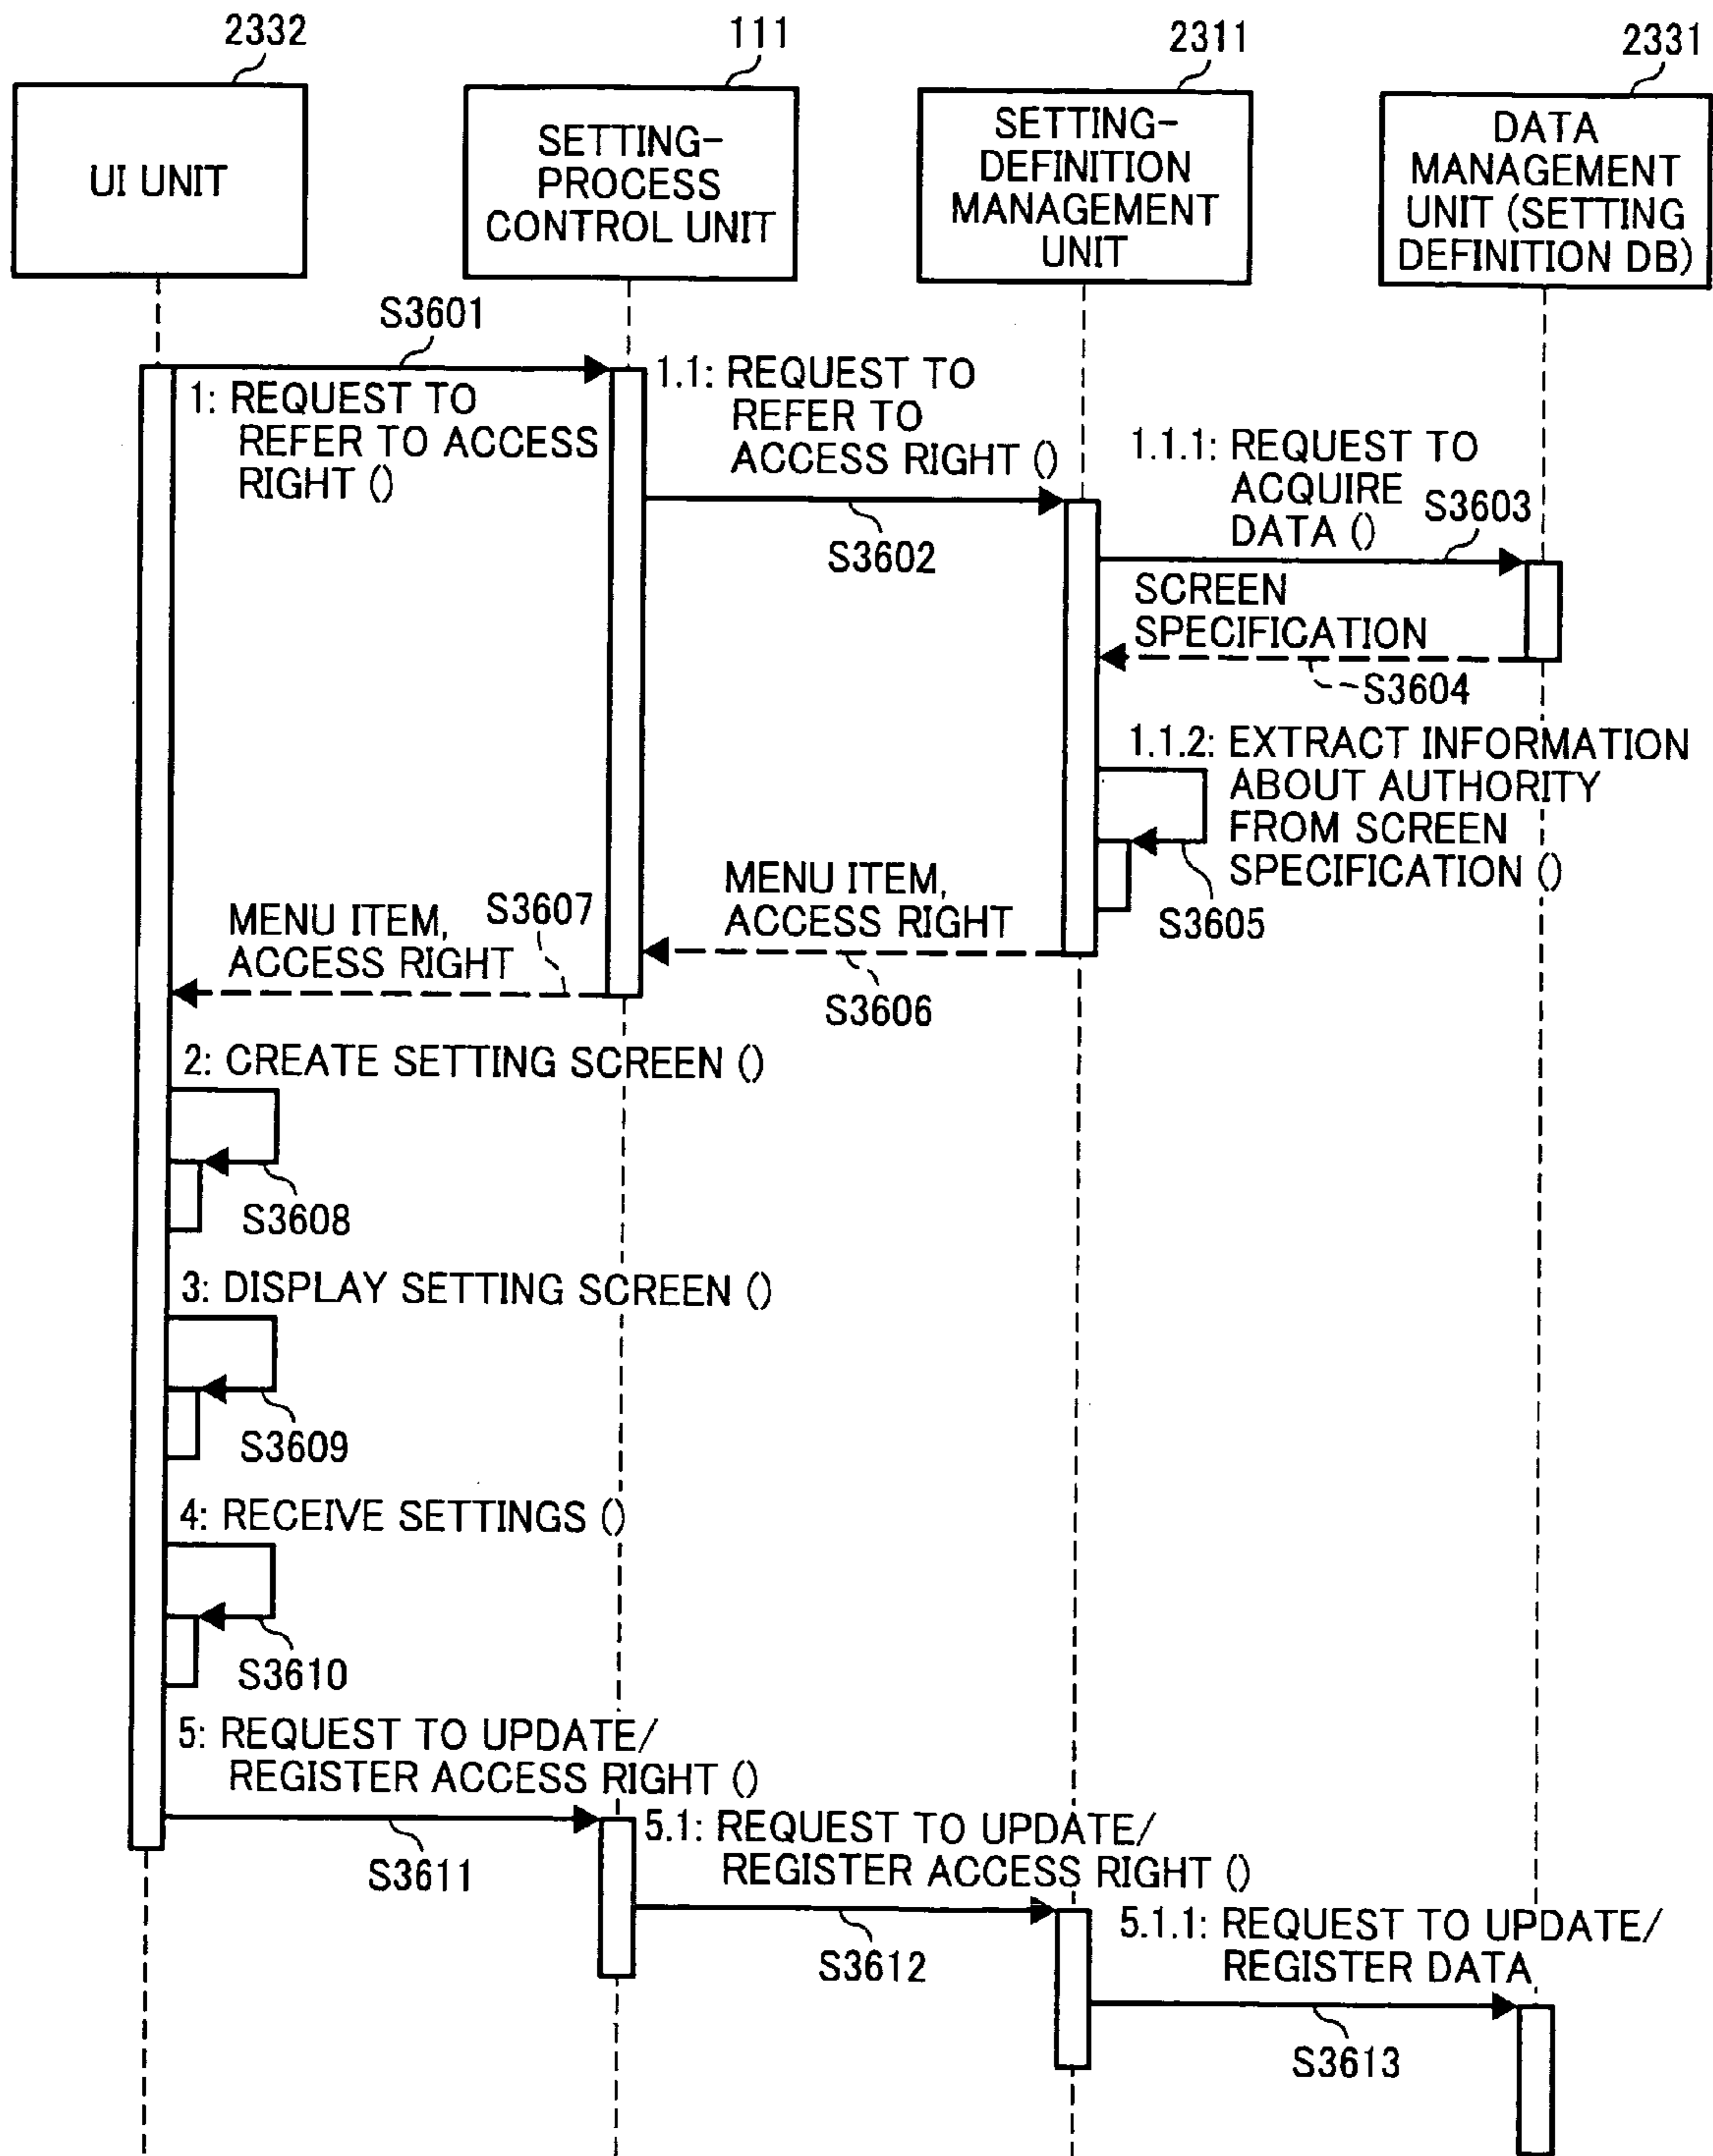 2332
111
2311
2331
UI UNIT
SETTING-
PROCESS
CONTROL UNIT
SETTING-
DEFINITION
MANAGEMENT
UNIT
DATA
MANAGEMENT
UNIT (SETTING
DEFINITION DB)
S3601
1: REQUEST TO
REFER TO ACCESS
RIGHT ()
1.1: REQUEST TO
REFER TO
ACCESS RIGHT ()
S3602
1.1.1: REQUEST TO
ACQUIRE
DATA ()
S3603
SCREEN
SPECIFICATION
S3604
1.1.2: EXTRACT INFORMATION
ABOUT AUTHORITY
FROM SCREEN
SPECIFICATION ()
S3605
MENU ITEM,
ACCESS RIGHT
S3606
MENU ITEM,
ACCESS RIGHT
S3607
2: CREATE SETTING SCREEN ()
S3608
3: DISPLAY SETTING SCREEN ()
S3609
4: RECEIVE SETTINGS ()
S3610
5: REQUEST TO UPDATE/
REGISTER ACCESS RIGHT ()
S3611
5.1: REQUEST TO UPDATE/
REGISTER ACCESS RIGHT ()
S3612
5.1.1: REQUEST TO UPDATE/
REGISTER DATA
S3613